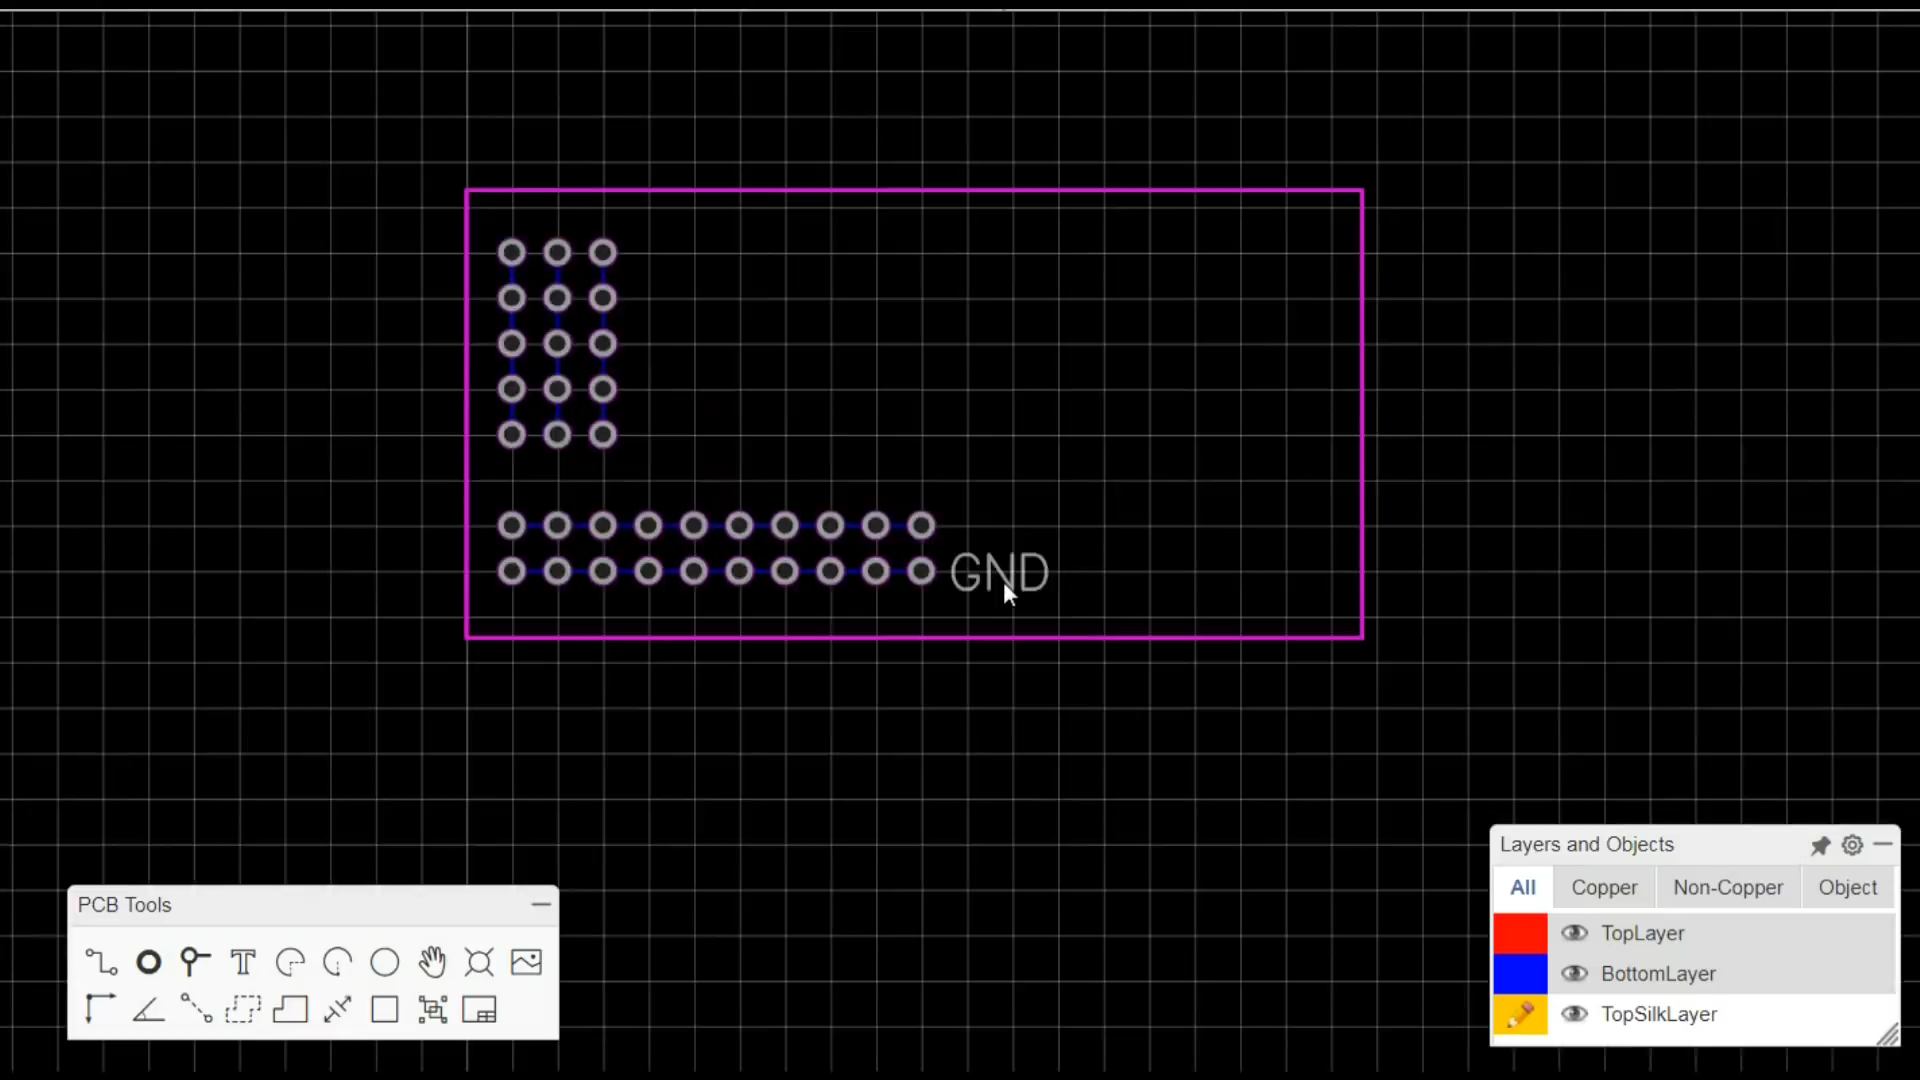 GND
PCB Tools
Layers and Objects
All Copper Non-Copper Object
TopLayer
BottomLayer
TopSilkLayer